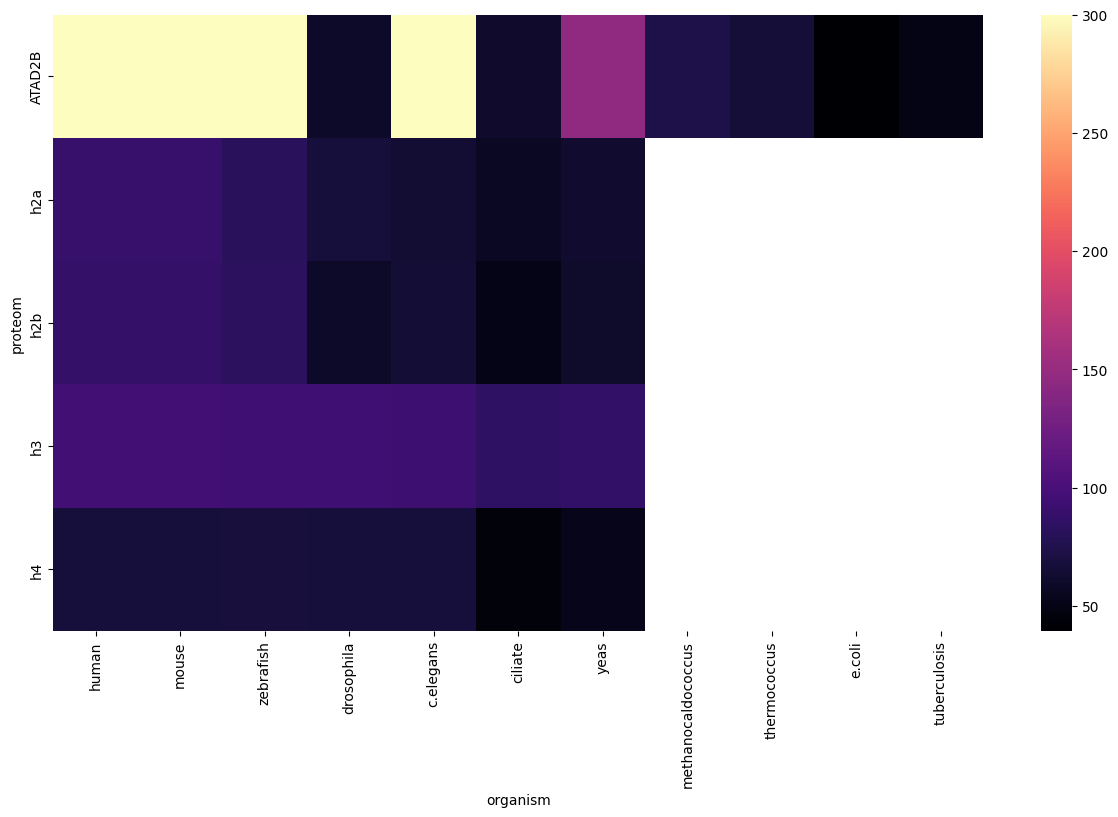 proteom
ATAD2B
h2a
h2b
h3
h4
human
mouse
zebrafish
drosophila
c.elegans
ciliate
yeas
methanocaldococcus
thermococcus
e.coli
tuberculosis
organism
300
250
200
150
100
50